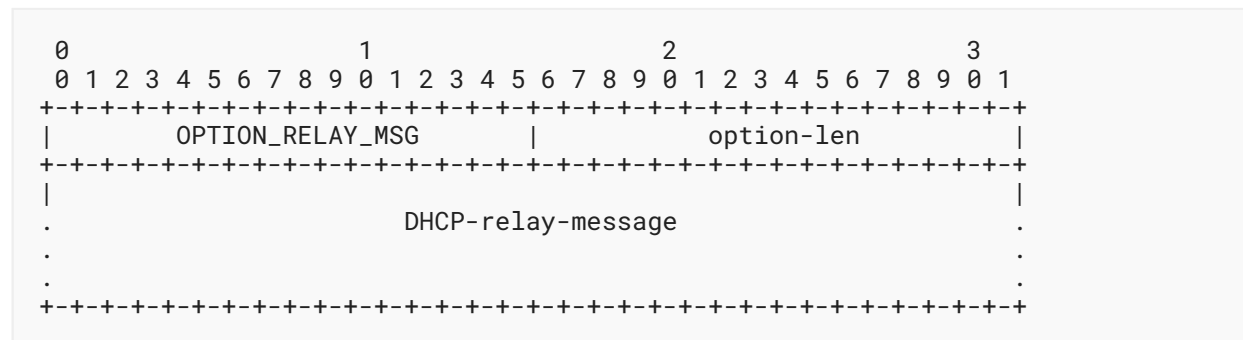 0                   1                   2                   3
 0 1 2 3 4 5 6 7 8 9 0 1 2 3 4 5 6 7 8 9 0 1 2 3 4 5 6 7 8 9 0 1
+-+-+-+-+-+-+-+-+-+-+-+-+-+-+-+-+-+-+-+-+-+-+-+-+-+-+-+-+-+-+-+-+
|        OPTION_RELAY_MSG       |           option-len          |
+-+-+-+-+-+-+-+-+-+-+-+-+-+-+-+-+-+-+-+-+-+-+-+-+-+-+-+-+-+-+-+-+
|                                                               |
.                       DHCP-relay-message                      .
.                                                               .
.                                                               .
+-+-+-+-+-+-+-+-+-+-+-+-+-+-+-+-+-+-+-+-+-+-+-+-+-+-+-+-+-+-+-+-+